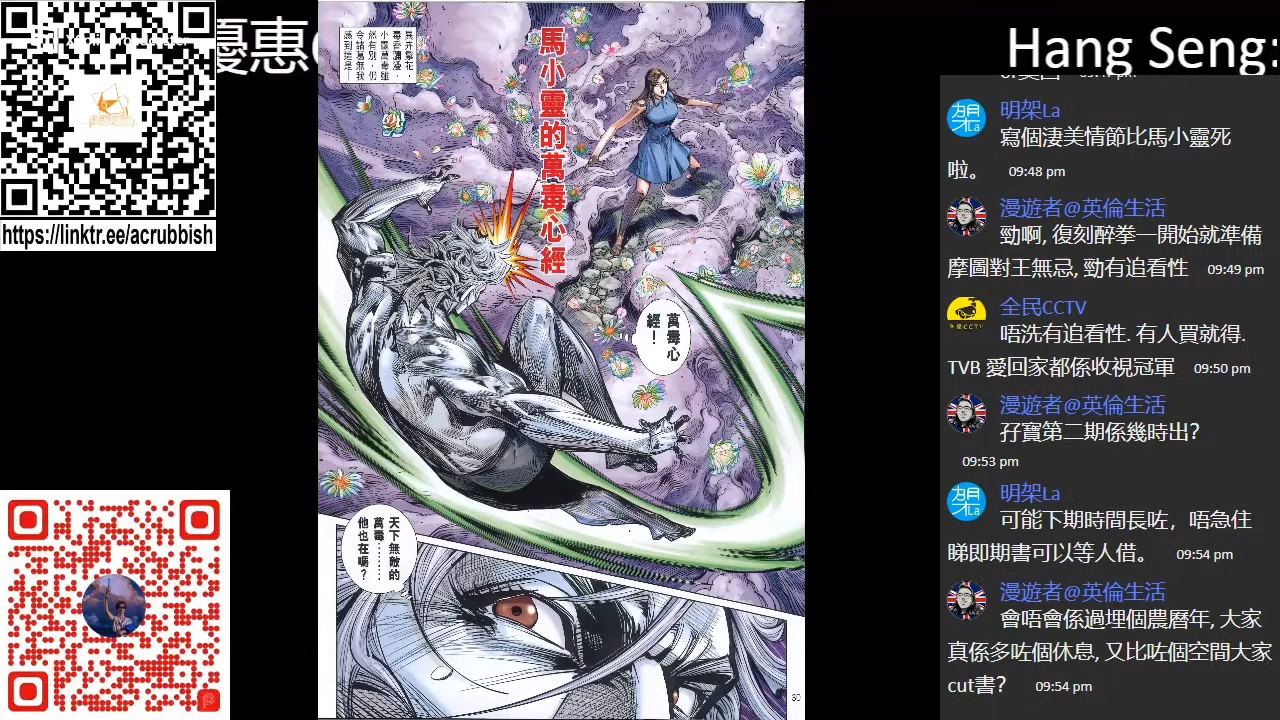 優惠
Hang Seng:
https://linktr.ee/acrubbish
馬小靈的萬毒心經
異卉繁花，
毒香瀰漫，
小靈萬毒雖
然有別，仍
令諸葛無我
感到這是——
萬毒心
經！
天下無敵的
萬毒………
他也在嗎？
明架La
寫個淒美情節比馬小靈死
啦。 09:48 pm
漫遊者@英倫生活
勁啊, 復刻醉拳一開始就準備
摩圖對王無忌, 勁有追看性 09:49 pm
全民CCTV
唔洗有追看性. 有人買就得.
TVB 愛回家都係收視冠軍 09:50 pm
漫遊者@英倫生活
孖寶第二期係幾時出?
09:53 pm
明架La
可能下期時間長咗，唔急住
睇即期書可以等人借。 09:54 pm
漫遊者@英倫生活
會唔會係過埋個農曆年, 大家
真係多咗個休息, 又比咗個空間大家
cut書? 09:54 pm